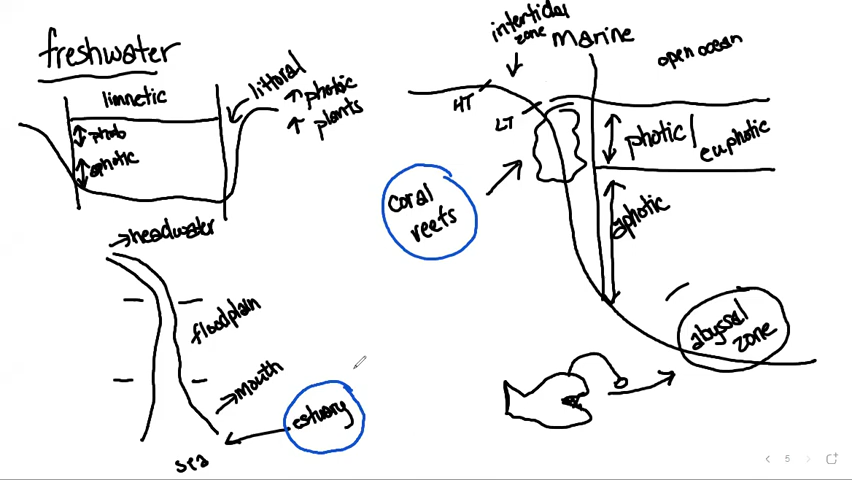 freshwater
limnetic
littoral
↑ photic
↑ plants
aphotic
→headwater
floodplain
→mouth
estuary
sea
intertidal
zone
marine
open ocean
HT
LT
photic/
euphotic
coral
reefs
aphotic
abyssal
zone
5